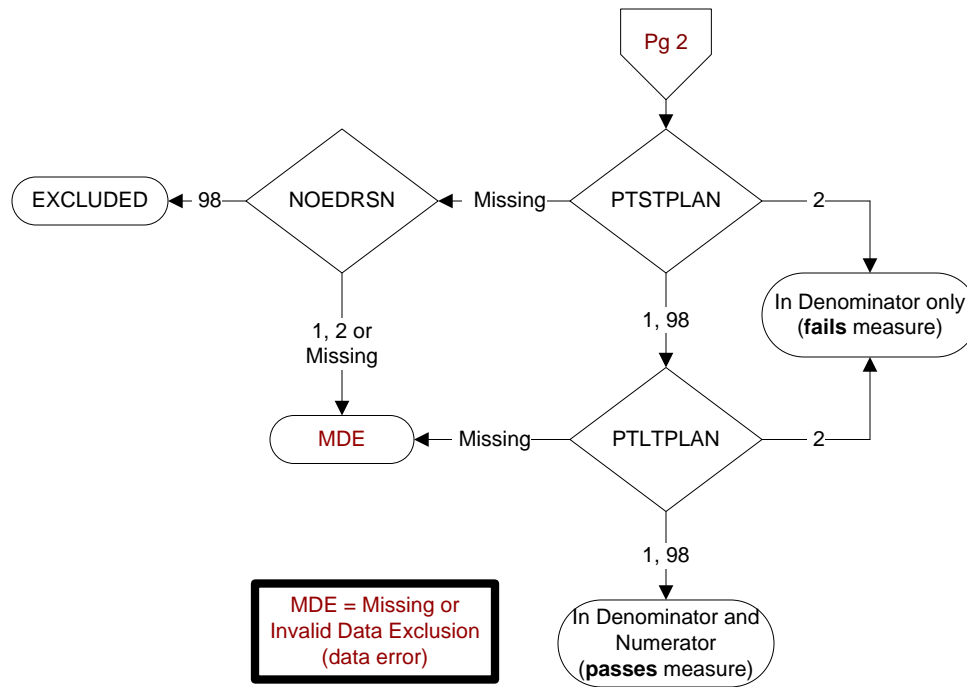 Pg 2
EXCLUDED
98
NOEDRSN
Missing
PTSTPLAN
2
In Denominator only
(fails measure)
1, 2 or
Missing
1, 98
MDE
Missing
PTLTPLAN
2
1, 98
MDE = Missing or
Invalid Data Exclusion
(data error)
In Denominator and
Numerator
(passes measure)